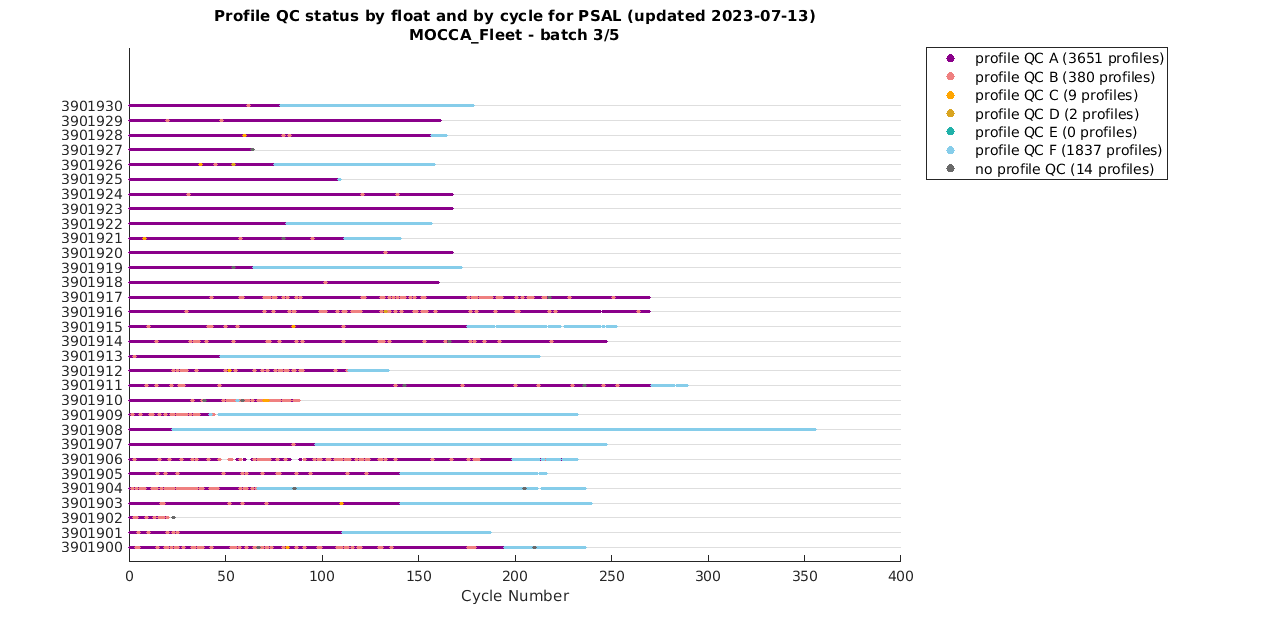 Profile QC status by float and by cycle for PSAL (updated 2023-07-13)
MOCCA_Fleet - batch 3/5
profile QC A (3651 profiles)
profile QC B (380 profiles)
profile QC C (9 profiles)
profile QC D (2 profiles)
profile QC E (0 profiles)
profile QC F (1837 profiles)
no profile QC (14 profiles)
3901930
3901929
3901928
3901927
3901926
3901925
3901924
3901923
3901922
3901921
3901920
3901919
3901918
3901917
3901916
3901915
3901914
3901913
3901912
3901911
3901910
3901909
3901908
3901907
3901906
3901905
3901904
3901903
3901902
3901901
3901900
0 50 100 150 200 250 300 350 400
Cycle Number